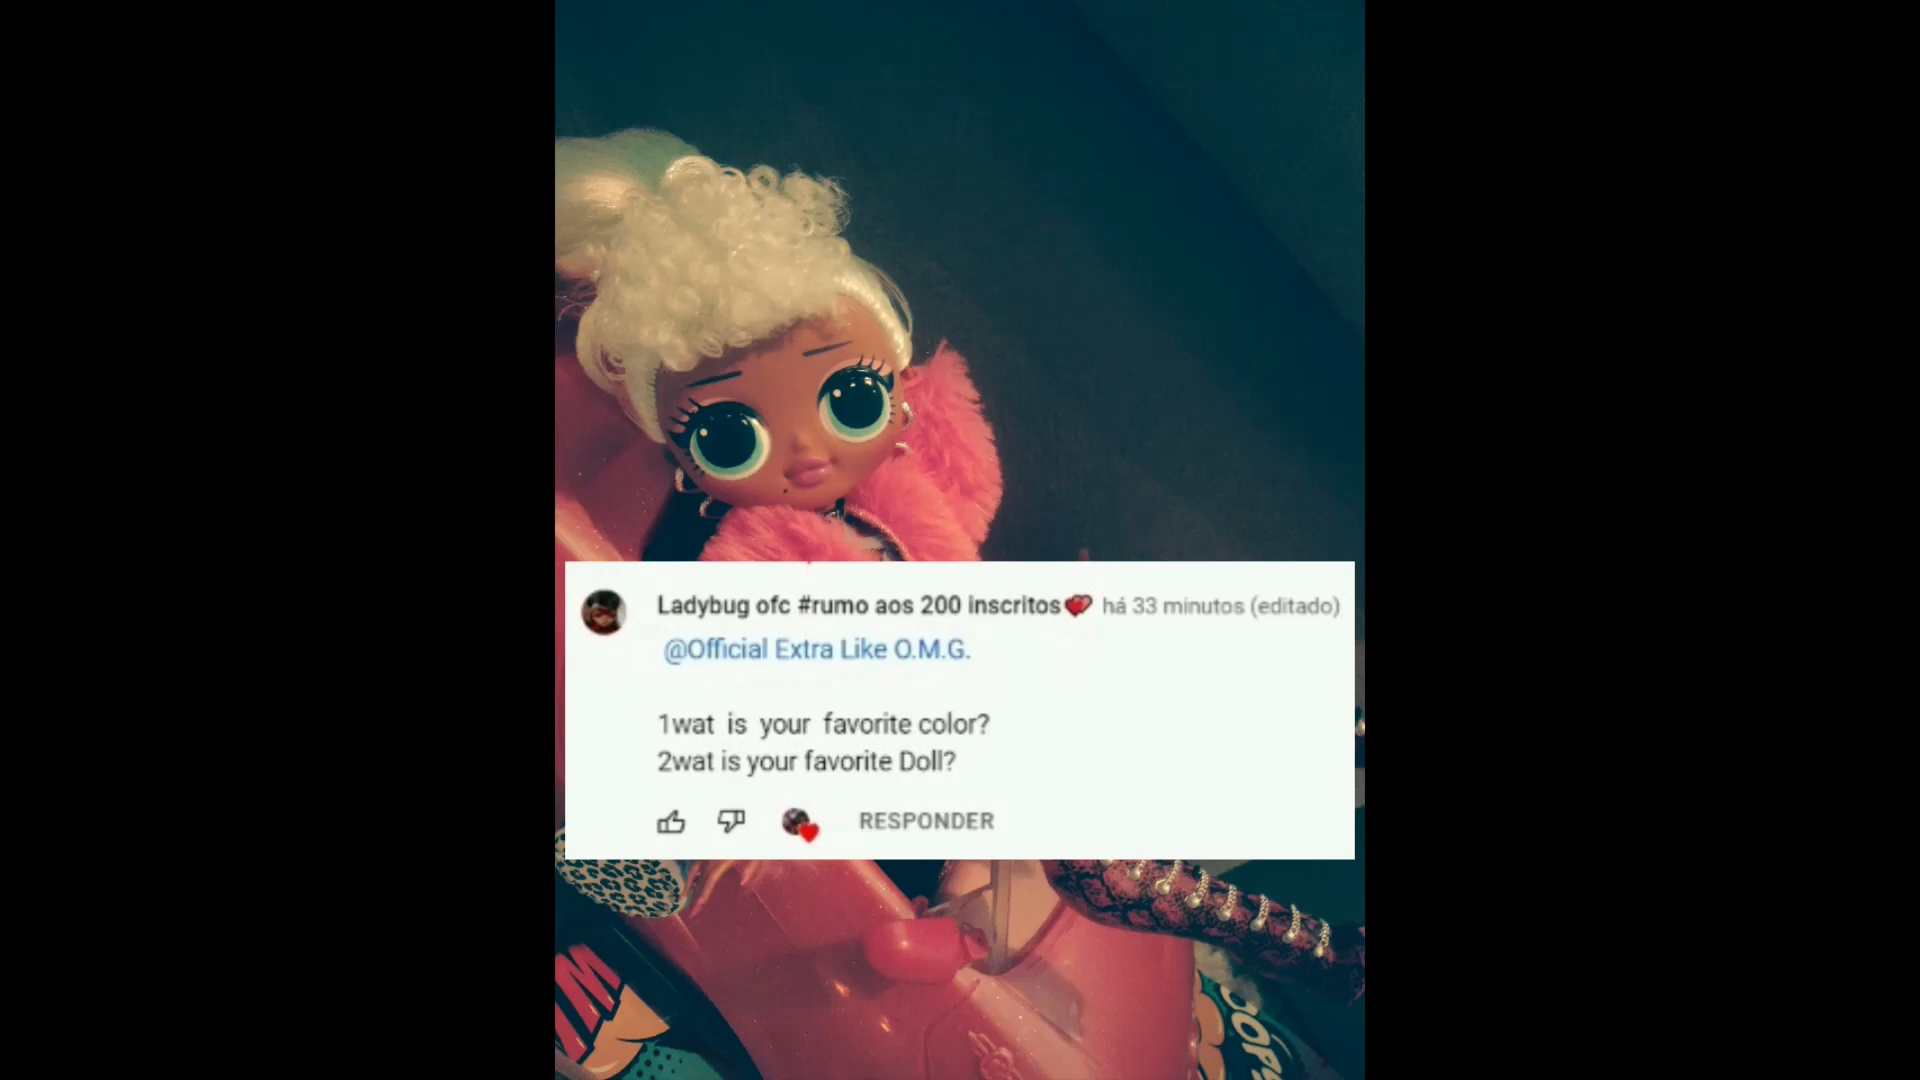 Ladybug ofc #rumo aos 200 inscritos💕 há 33 minutos (editado)
@Official Extra Like O.M.G.
1wat is your favorite color?
2wat is your favorite Doll?
RESPONDER
OOPS